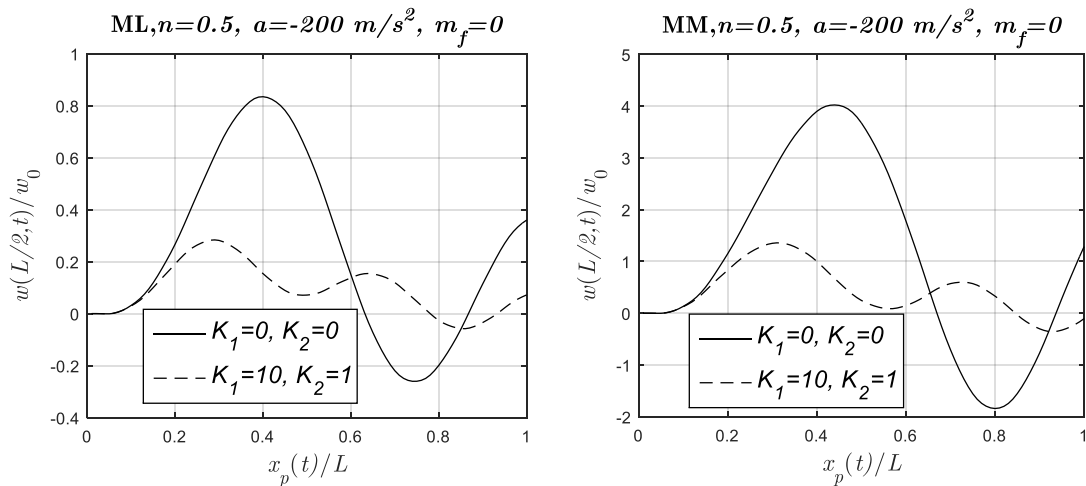 ML,n=0.5, a=-200 m/s², m_f=0
w(L/2,t)/w_0
1
0.8
0.6
0.4
0.2
0
-0.2
-0.4
K_1=0, K_2=0
K_1=10, K_2=1
0 0.2 0.4 0.6 0.8 1
x_p(t)/L
MM,n=0.5, a=-200 m/s², m_f=0
w(L/2,t)/w_0
5
4
3
2
1
0
-1
-2
K_1=0, K_2=0
K_1=10, K_2=1
0 0.2 0.4 0.6 0.8 1
x_p(t)/L